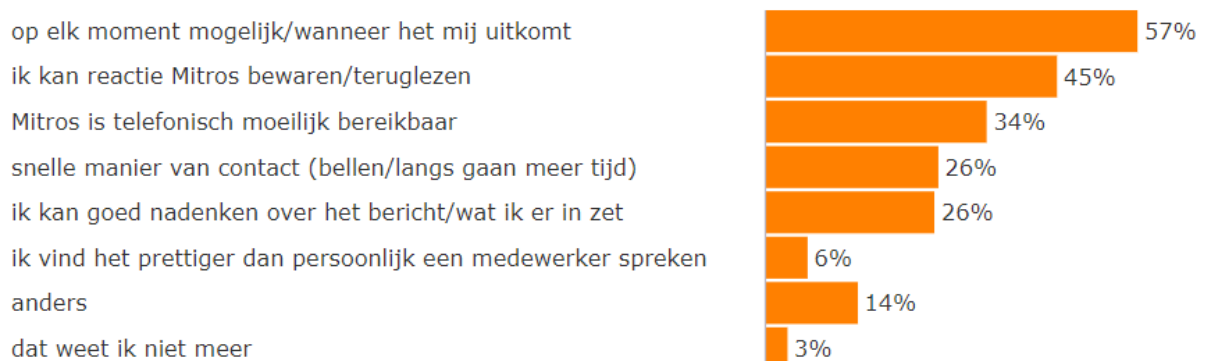 op elk moment mogelijk/wanneer het mij uitkomt 57%
ik kan reactie Mitros bewaren/teruglezen 45%
Mitros is telefonisch moeilijk bereikbaar 34%
snelle manier van contact (bellen/langs gaan meer tijd) 26%
ik kan goed nadenken over het bericht/wat ik er in zet 26%
ik vind het prettiger dan persoonlijk een medewerker spreken 6%
anders 14%
dat weet ik niet meer 3%